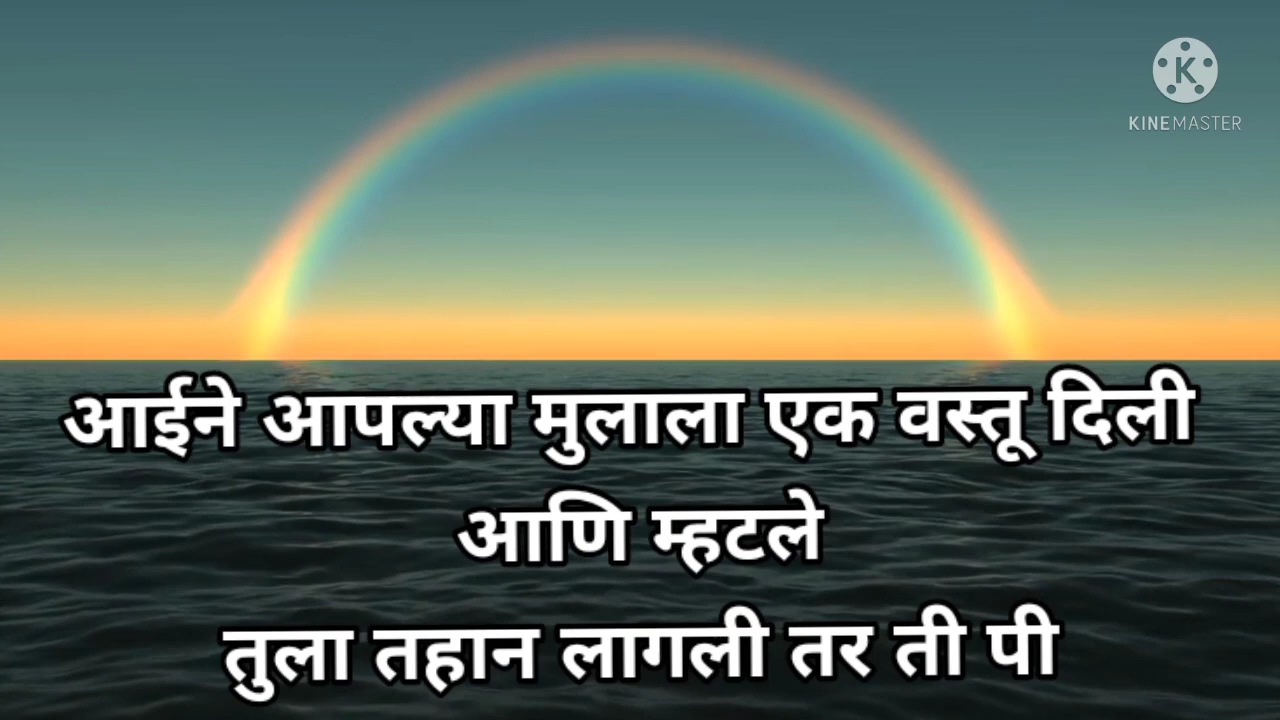 KINEMASTER
आईने आपल्या मुलाला एक वस्तू दिली
आणि म्हटले
तुला तहान लागली तर ती पी